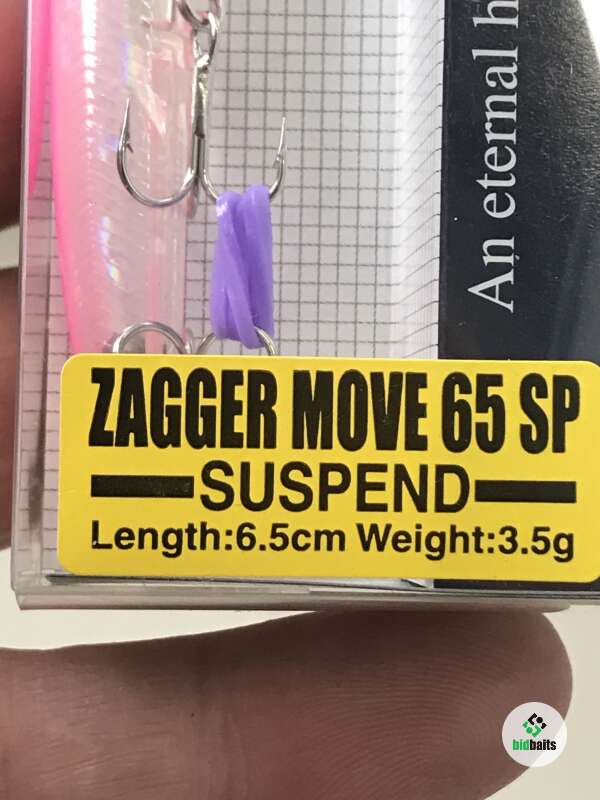 An eternal h
ZAGGER MOVE 65 SP
SUSPEND
Length:6.5cm Weight:3.5g
bidbaits